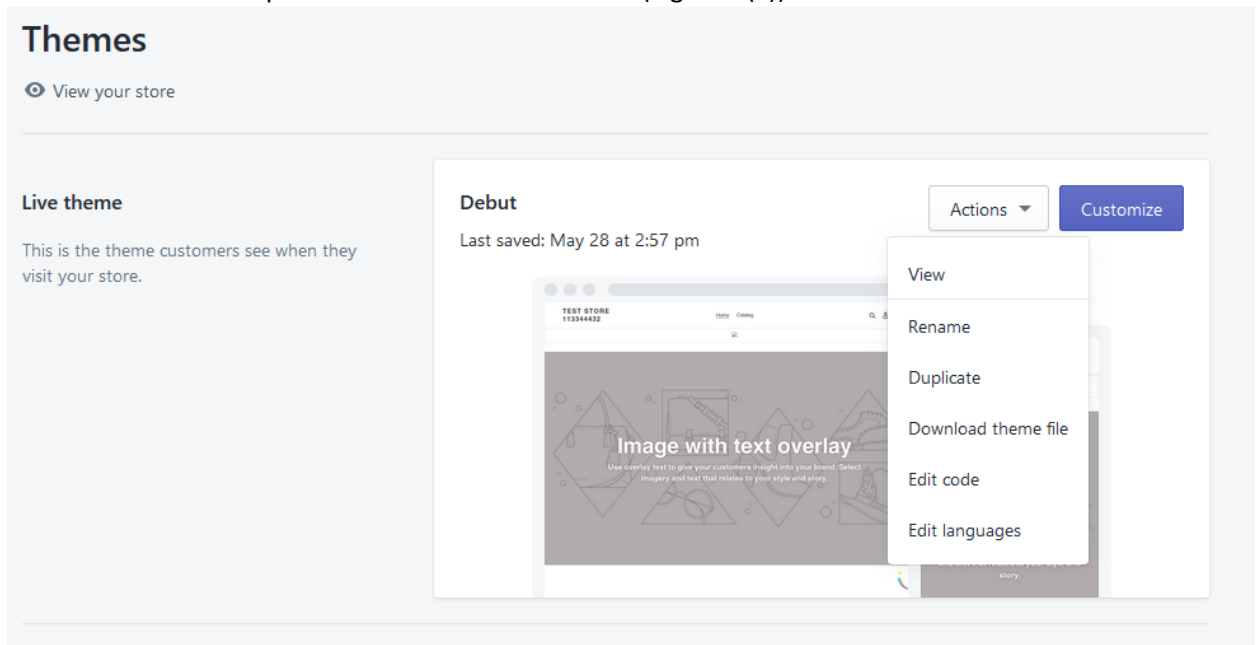 Themes
View your store
Live theme
This is the theme customers see when they
visit your store.
Debut
Last saved: May 28 at 2:57 pm
Actions
Customize
View
Rename
Duplicate
Download theme file
Edit code
Edit languages
TEST STORE
113344432
Home Catalog
Image with text overlay
Use overlay text to give your customers insight into your brand. Select
imagery and text that relates to your style and story.
story.